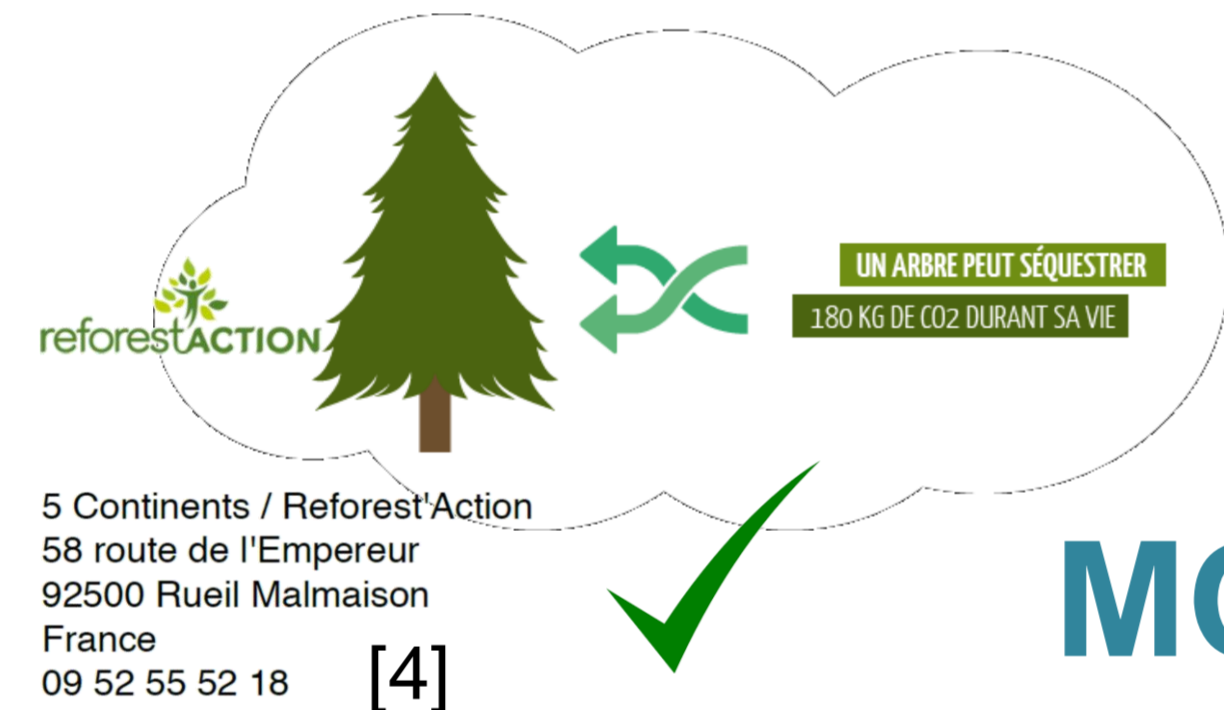 reforestACTION
UN ARBRE PEUT SÉQUESTRER
180 KG DE CO2 DURANT SA VIE
5 Continents / Reforest'Action
58 route de l'Empereur
92500 Rueil Malmaison
France
09 52 55 52 18
[4]